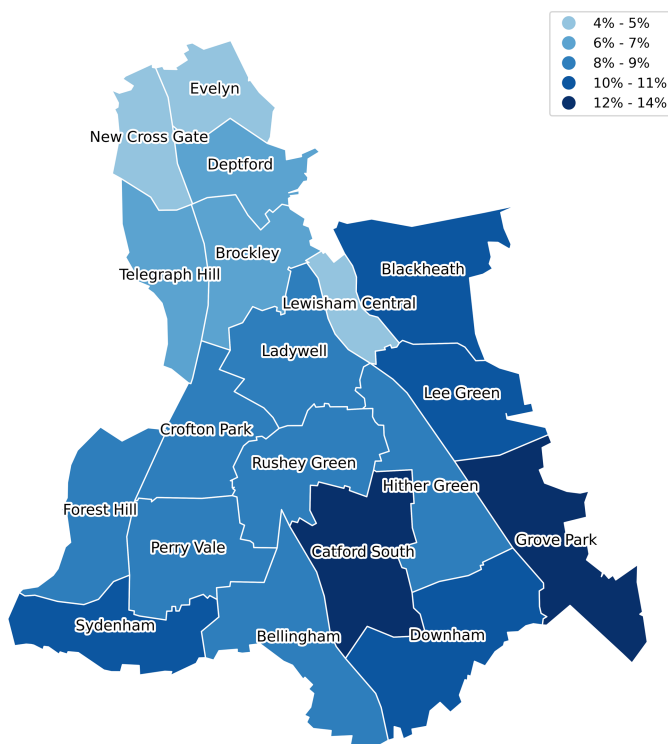 4% - 5%
6% - 7%
8% - 9%
10% - 11%
12% - 14%
Evelyn
New Cross Gate
Deptford
Brockley
Telegraph Hill
Blackheath
Lewisham Central
Ladywell
Lee Green
Crofton Park
Rushey Green
Hither Green
Forest Hill
Grove Park
Perry Vale
Catford South
Sydenham
Bellingham
Downham